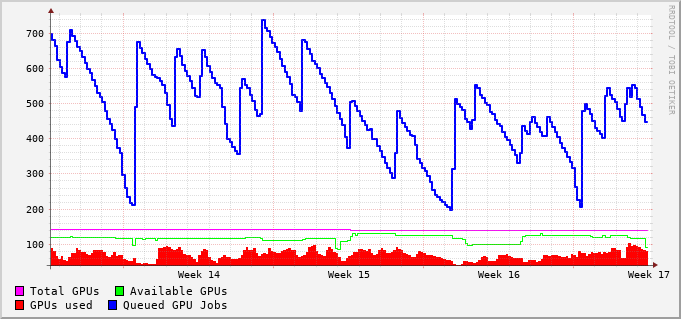 RRDTOOL / TOBI OETIKER
700
600
500
400
300
200
100
Week 14 Week 15 Week 16 Week 17
Total GPUs Available GPUs
GPUs used Queued GPU Jobs